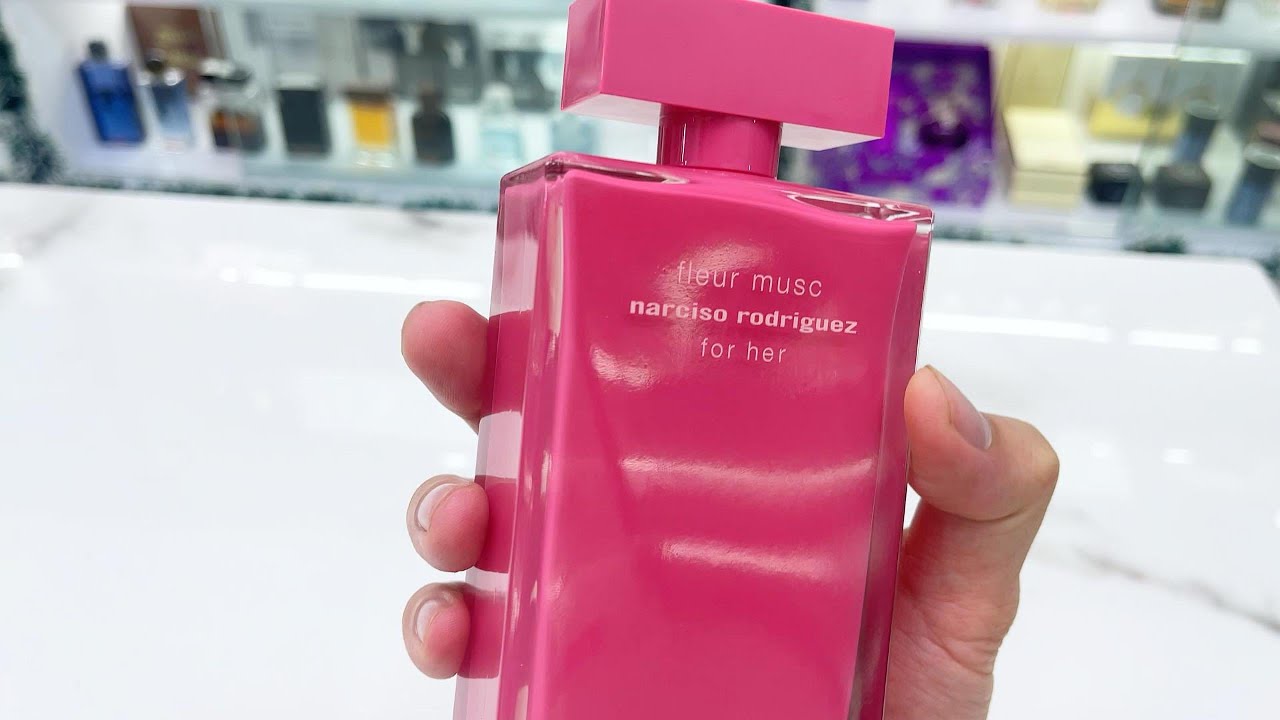 fleur musc
narciso rodriguez
for her